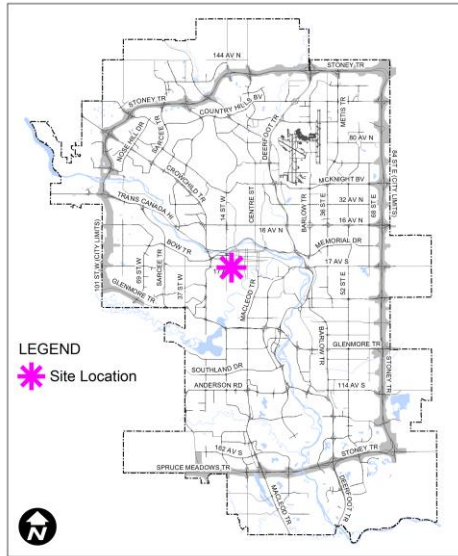 144 AV N
STONEY TR
STONEY TR
COUNTRY HILLS BV
METIS TR
DEERFOOT TR
NOSE HILL DR
SARCEE TR
80 AV N
84 ST E (CITY LIMITS)
CROWCHILD TR
MCKNIGHT BV
TRANS CANADA HI
14 ST W
CENTRE ST
BARLOW TR
36 ST E
68 ST E
32 AV N
16 AV N
16 AV N
MEMORIAL DR
BOW TR
17 AV S
101 ST W (CITY LIMITS)
69 ST W
SARCEE TR
37 ST W
MACLEOD TR
52 ST E
GLENMORE TR
BARLOW TR
GLENMORE TR
STONEY TR
LEGEND
Site Location
SOUTHLAND DR
ANDERSON RD
114 AV S
162 AV S
STONEY TR
SPRUCE MEADOWS TR
MACLEOD TR
DEERFOOT TR
N